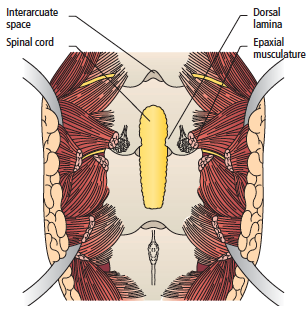 Interarcuate
space
Spinal cord
Dorsal
lamina
Epaxial
musculature